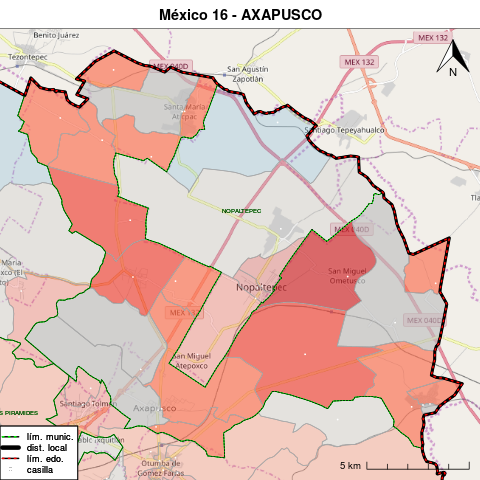 México 16 - AXAPUSCO
Benito Juárez
Tezontepec
MEX 132
MEX 040D
San Agustín
Zapotlán
MEX 132
N
Santa María
Atipac
Santiago Tepeyahualco
NOPALTEPEC
MEX 040D
María
San Miguel
Ometusco
Nopaltepec
MEX 132
MEX 040D
San Miguel
Atepoxco
Santiago Tolman
Axapusco
S PIRAMIDES
Otumba de
Gómez Farías
lím. munic.
dist. local
lím. edo.
casilla
5 km